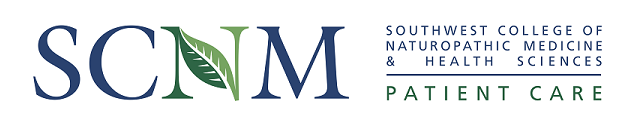 SCNM
SOUTHWEST COLLEGE OF
NATUROPATHIC MEDICINE
& HEALTH SCIENCES
PATIENT CARE